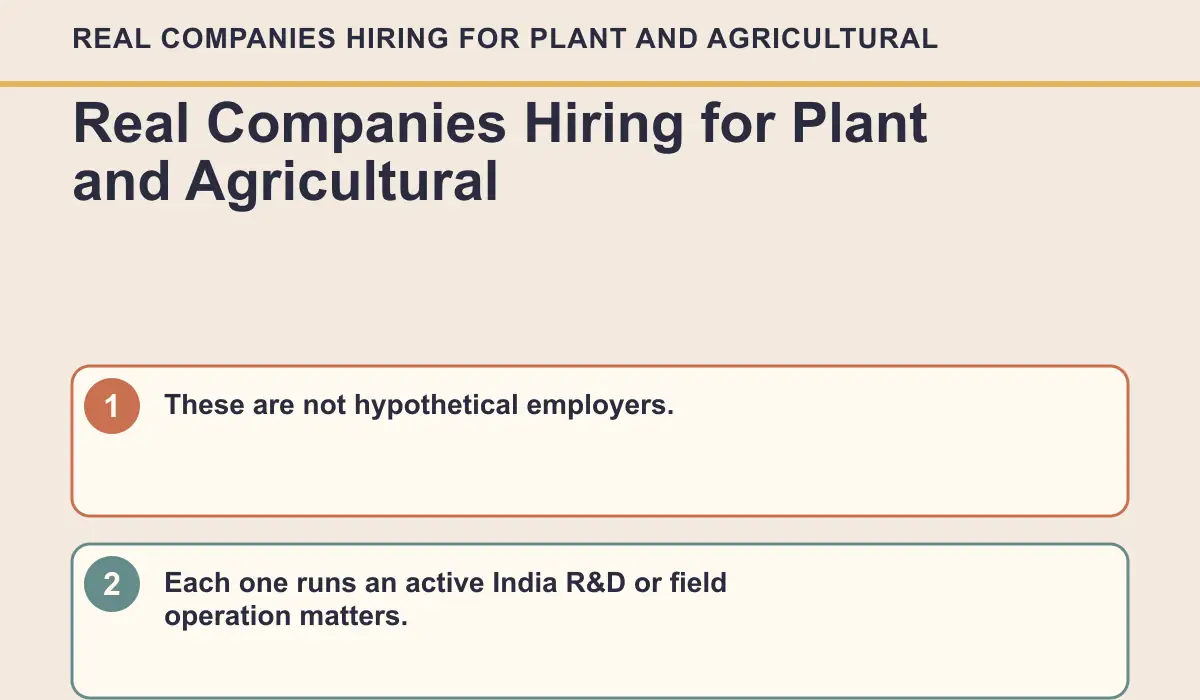 REAL COMPANIES HIRING FOR PLANT AND AGRICULTURAL
Real Companies Hiring for Plant
and Agricultural
1
These are not hypothetical employers.
2
Each one runs an active India R&D or field
operation matters.